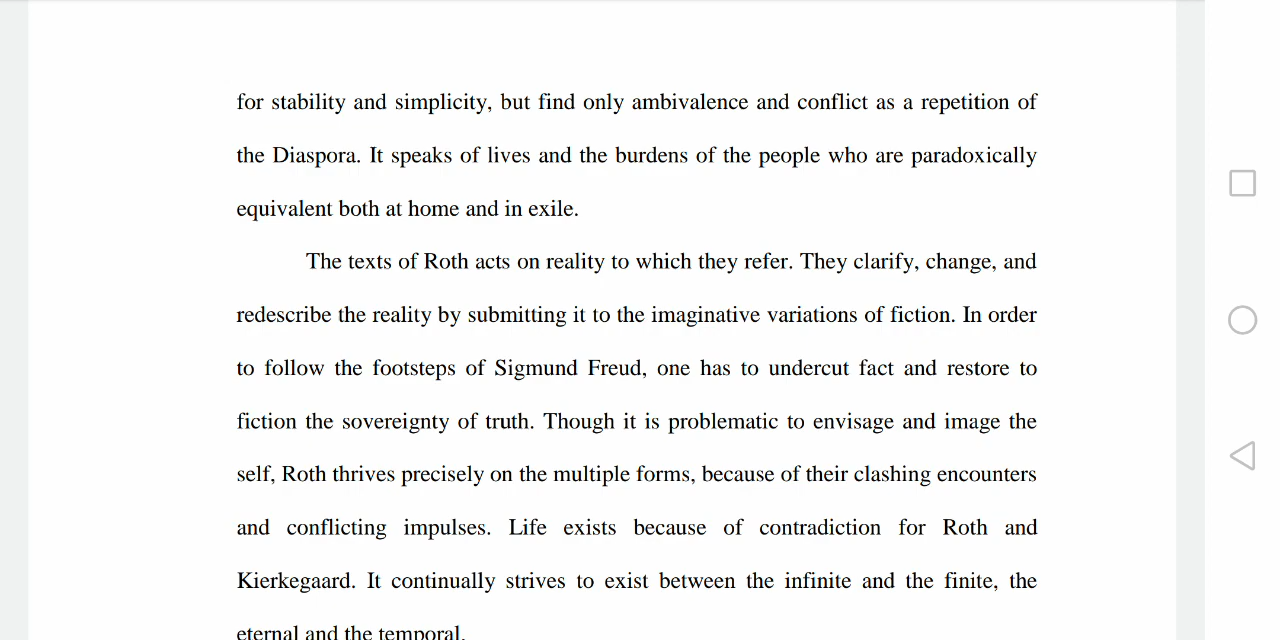 for stability and simplicity, but find only ambivalence and conflict as a repetition of
the Diaspora. It speaks of lives and the burdens of the people who are paradoxically
equivalent both at home and in exile.
The texts of Roth acts on reality to which they refer. They clarify, change, and
redescribe the reality by submitting it to the imaginative variations of fiction. In order
to follow the footsteps of Sigmund Freud, one has to undercut fact and restore to
fiction the sovereignty of truth. Though it is problematic to envisage and image the
self, Roth thrives precisely on the multiple forms, because of their clashing encounters
and conflicting impulses. Life exists because of contradiction for Roth and
Kierkegaard. It continually strives to exist between the infinite and the finite, the
eternal and the temporal.